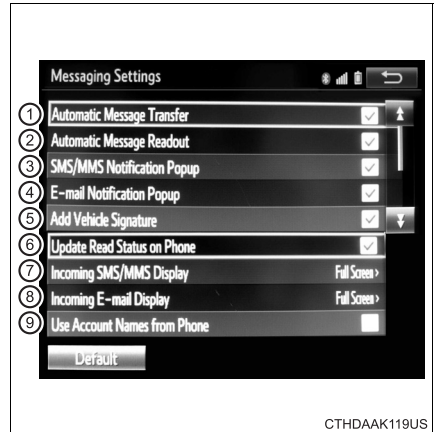 Messaging Settings
1 Automatic Message Transfer
2 Automatic Message Readout
3 SMS/MMS Notification Popup
4 E-mail Notification Popup
5 Add Vehicle Signature
6 Update Read Status on Phone
7 Incoming SMS/MMS Display Full Screen >
8 Incoming E-mail Display Full Screen >
9 Use Account Names from Phone
Default
CTHDAAK119US